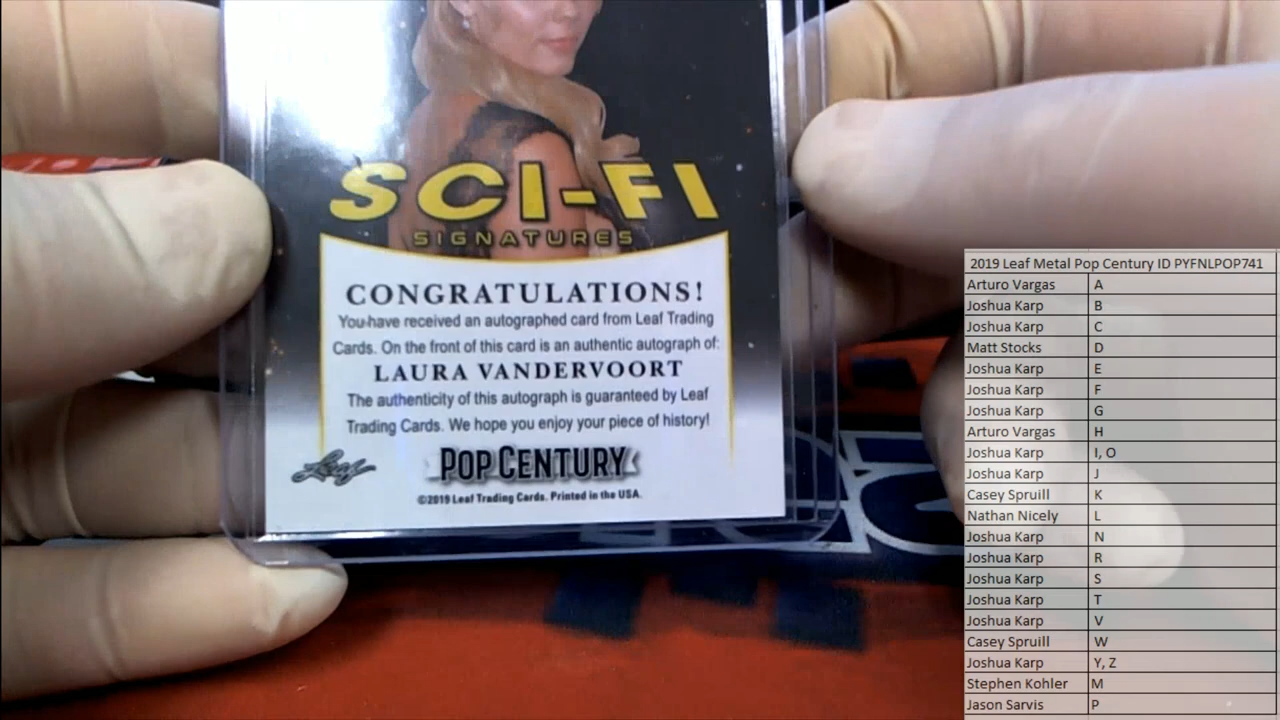 SCI-FI
SIGNATURES
CONGRATULATIONS!
You have received an autographed card from Leaf Trading
Cards. On the front of this card is an authentic autograph of:
LAURA VANDERVOORT
The authenticity of this autograph is guaranteed by Leaf
Trading Cards. We hope you enjoy your piece of history!
Leaf
POP CENTURY
©2019 Leaf Trading Cards. Printed in the USA.
2019 Leaf Metal Pop Century ID PYFNLPOP741
Arturo Vargas A
Joshua Karp B
Joshua Karp C
Matt Stocks D
Joshua Karp E
Joshua Karp F
Joshua Karp G
Arturo Vargas H
Joshua Karp I, O
Joshua Karp J
Casey Spruill K
Nathan Nicely L
Joshua Karp N
Joshua Karp R
Joshua Karp S
Joshua Karp T
Joshua Karp V
Casey Spruill W
Joshua Karp Y, Z
Stephen Kohler M
Jason Sarvis P